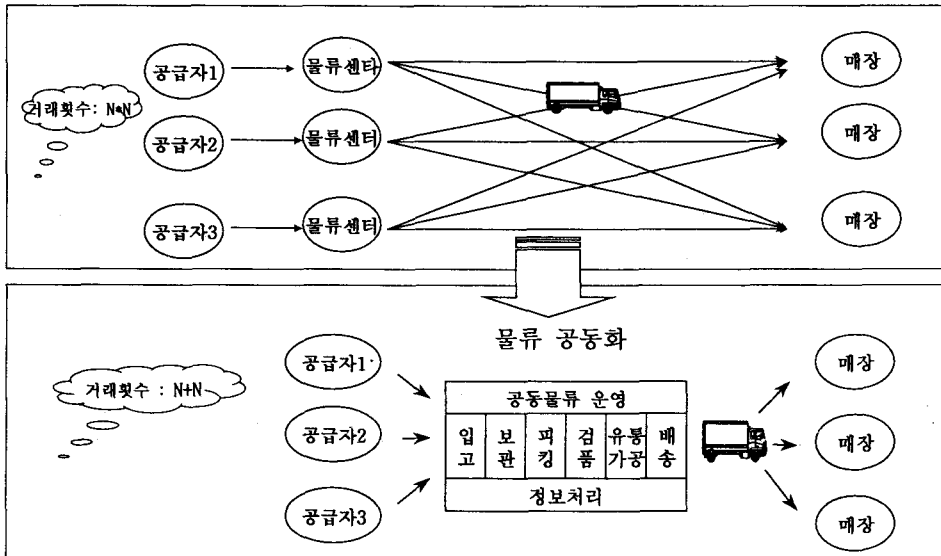 공급자1
물류센타
매장
거래횟수: N*N
공급자2
물류센터
매장
공급자3
물류센터
매장
물류 공동화
공급자1
매장
거래횟수 : N+N
공동물류 운영
공급자2
입고
보관
피킹
검품
유통가공
배송
매장
정보처리
공급자3
매장